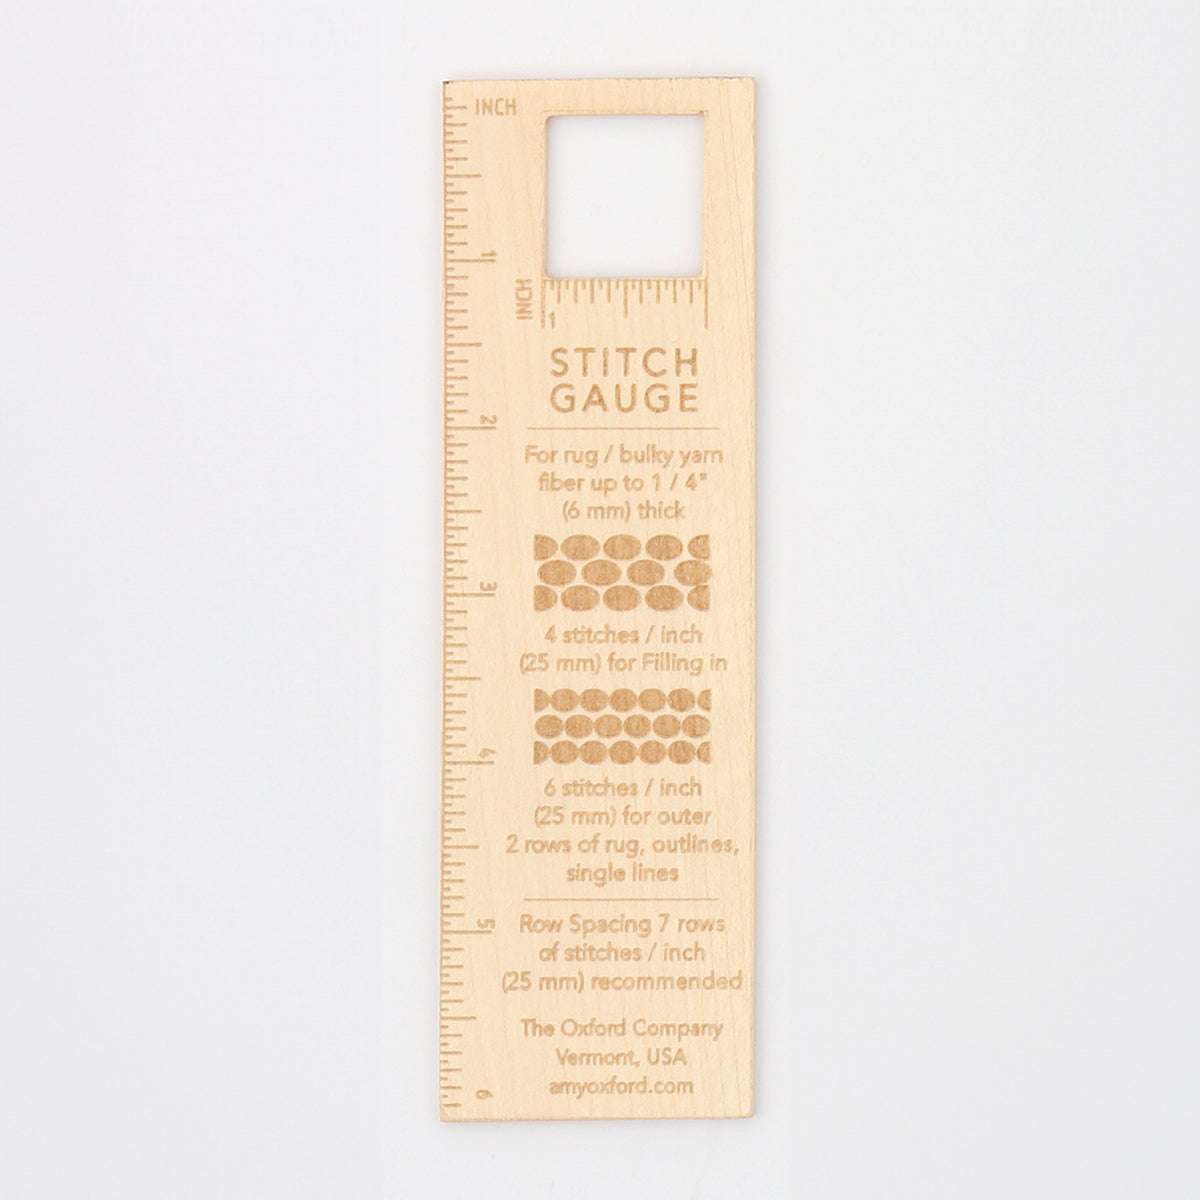 INCH
1
2
3
4
5
6
INCH
1
STITCH
GAUGE
For rug / bulky yarn
fiber up to 1 / 4"
(6 mm) thick
4 stitches / inch
(25 mm) for Filling in
6 stitches / inch
(25 mm) for outer
2 rows of rug, outlines,
single lines
Row Spacing 7 rows
of stitches / inch
(25 mm) recommended
The Oxford Company
Vermont, USA
amyoxford.com